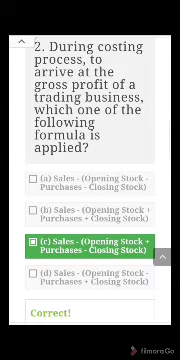 2. During costing
process, to
arrive at the
gross profit of a
trading business,
which one of the
following
formula is
applied?
(a) Sales - (Opening Stock -
Purchases - Closing Stock)
(b) Sales - (Opening Stock +
Purchases + Closing Stock)
(c) Sales - (Opening Stock +
Purchases - Closing Stock)
(d) Sales - (Opening Stock -
Purchases + Closing Stock)
Correct!
filmoraGo